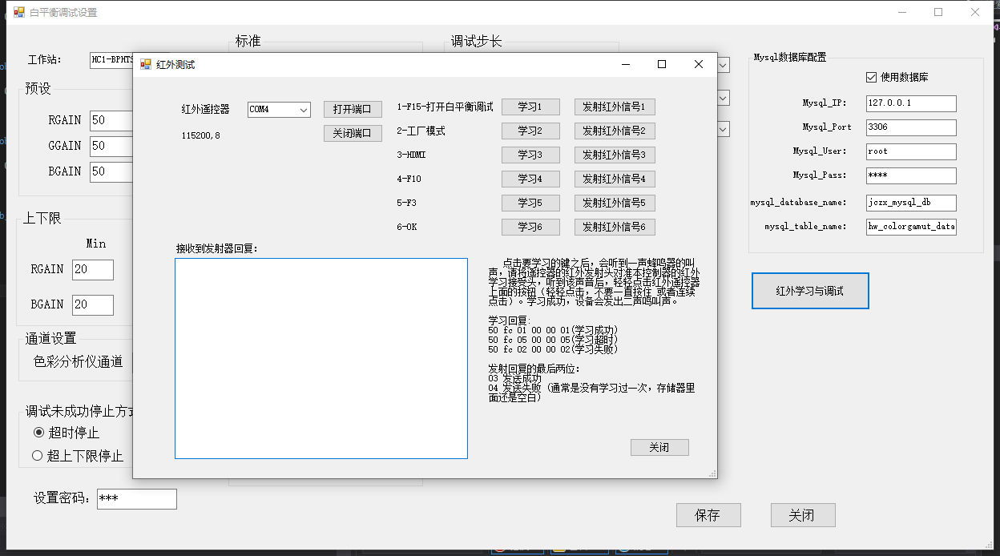 白平衡调试设置
标准
调试步长
工作站：
HC1-BPHTS
预设
RGAIN
50
GGAIN
50
BGAIN
50
上下限
Min
RGAIN
20
BGAIN
20
通道设置
色彩分析仪通道
调试未成功停止方式
超时停止
超上下限停止
设置密码：
***
红外测试
红外遥控器
COM4
打开端口
115200,8
关闭端口
1-F15-打开白平衡调试
学习1
发射红外信号1
2-工厂模式
学习2
发射红外信号2
3-HDMI
学习3
发射红外信号3
4-F10
学习4
发射红外信号4
5-F3
学习5
发射红外信号5
6-OK
学习6
发射红外信号6
接收到发射器回复：
点击要学习的键之后，会听到一声蜂鸣器的叫
声，请将遥控器的红外发射头对准本控制器的红外
学习接受头，听到该声音后，轻轻点击红外遥控器
上面的按钮（轻轻点击，不要一直按住 或者连续
点击）。学习成功，设备会发出二声鸣叫声。
学习回复:
50 fc 01 00 00 01(学习成功)
50 fc 05 00 00 05(学习超时)
50 fc 02 00 00 02(学习失败)
发射回复的最后两位:
03 发送成功
04 发送失败（通常是没有学习过一次，存储器里
面还是空白）
关闭
Mysql数据库配置
使用数据库
Mysql_IP:
127.0.0.1
Mysql_Port
3306
Mysql_User:
root
Mysql_Pass:
****
mysql_database_name:
jczx_mysql_db
mysql_table_name:
hw_colorgamut_data
红外学习与调试
保存
关闭